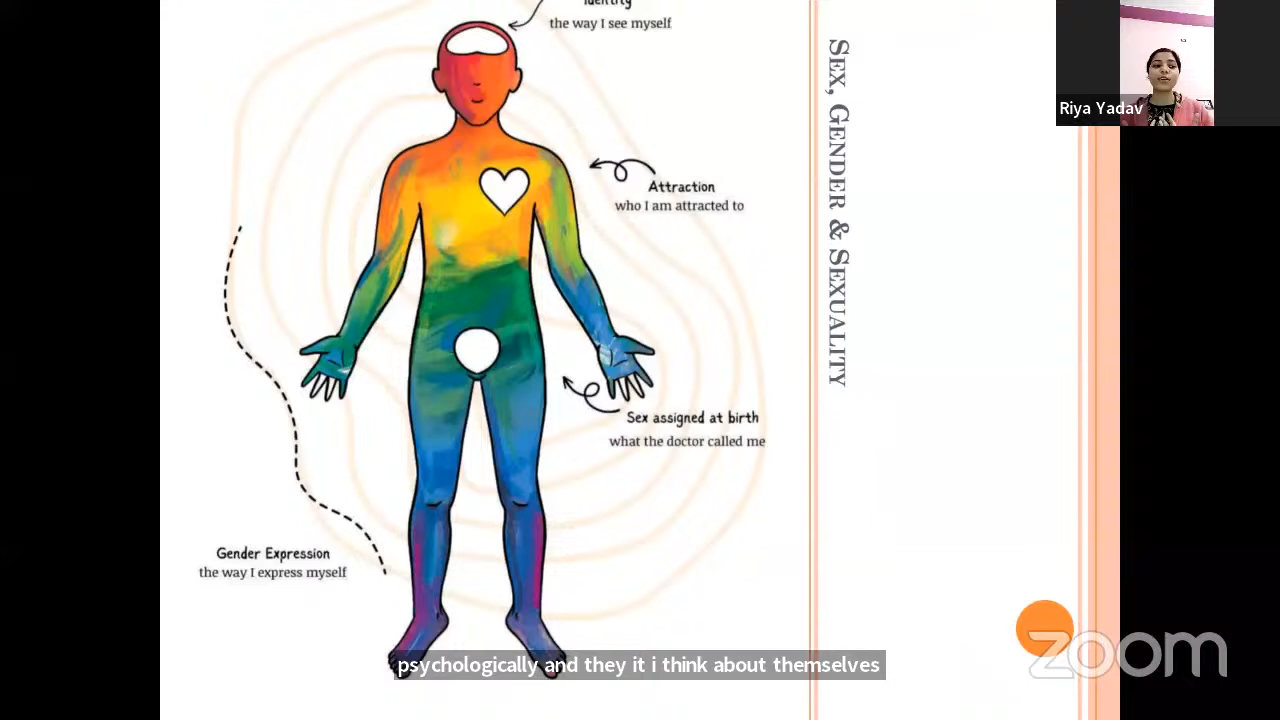 Identity
the way I see myself
Attraction
who I am attracted to
Sex assigned at birth
what the doctor called me
Gender Expression
the way I express myself
SEX, GENDER & SEXUALITY
Riya Yadav
psychologically and they it i think about themselves
zoom